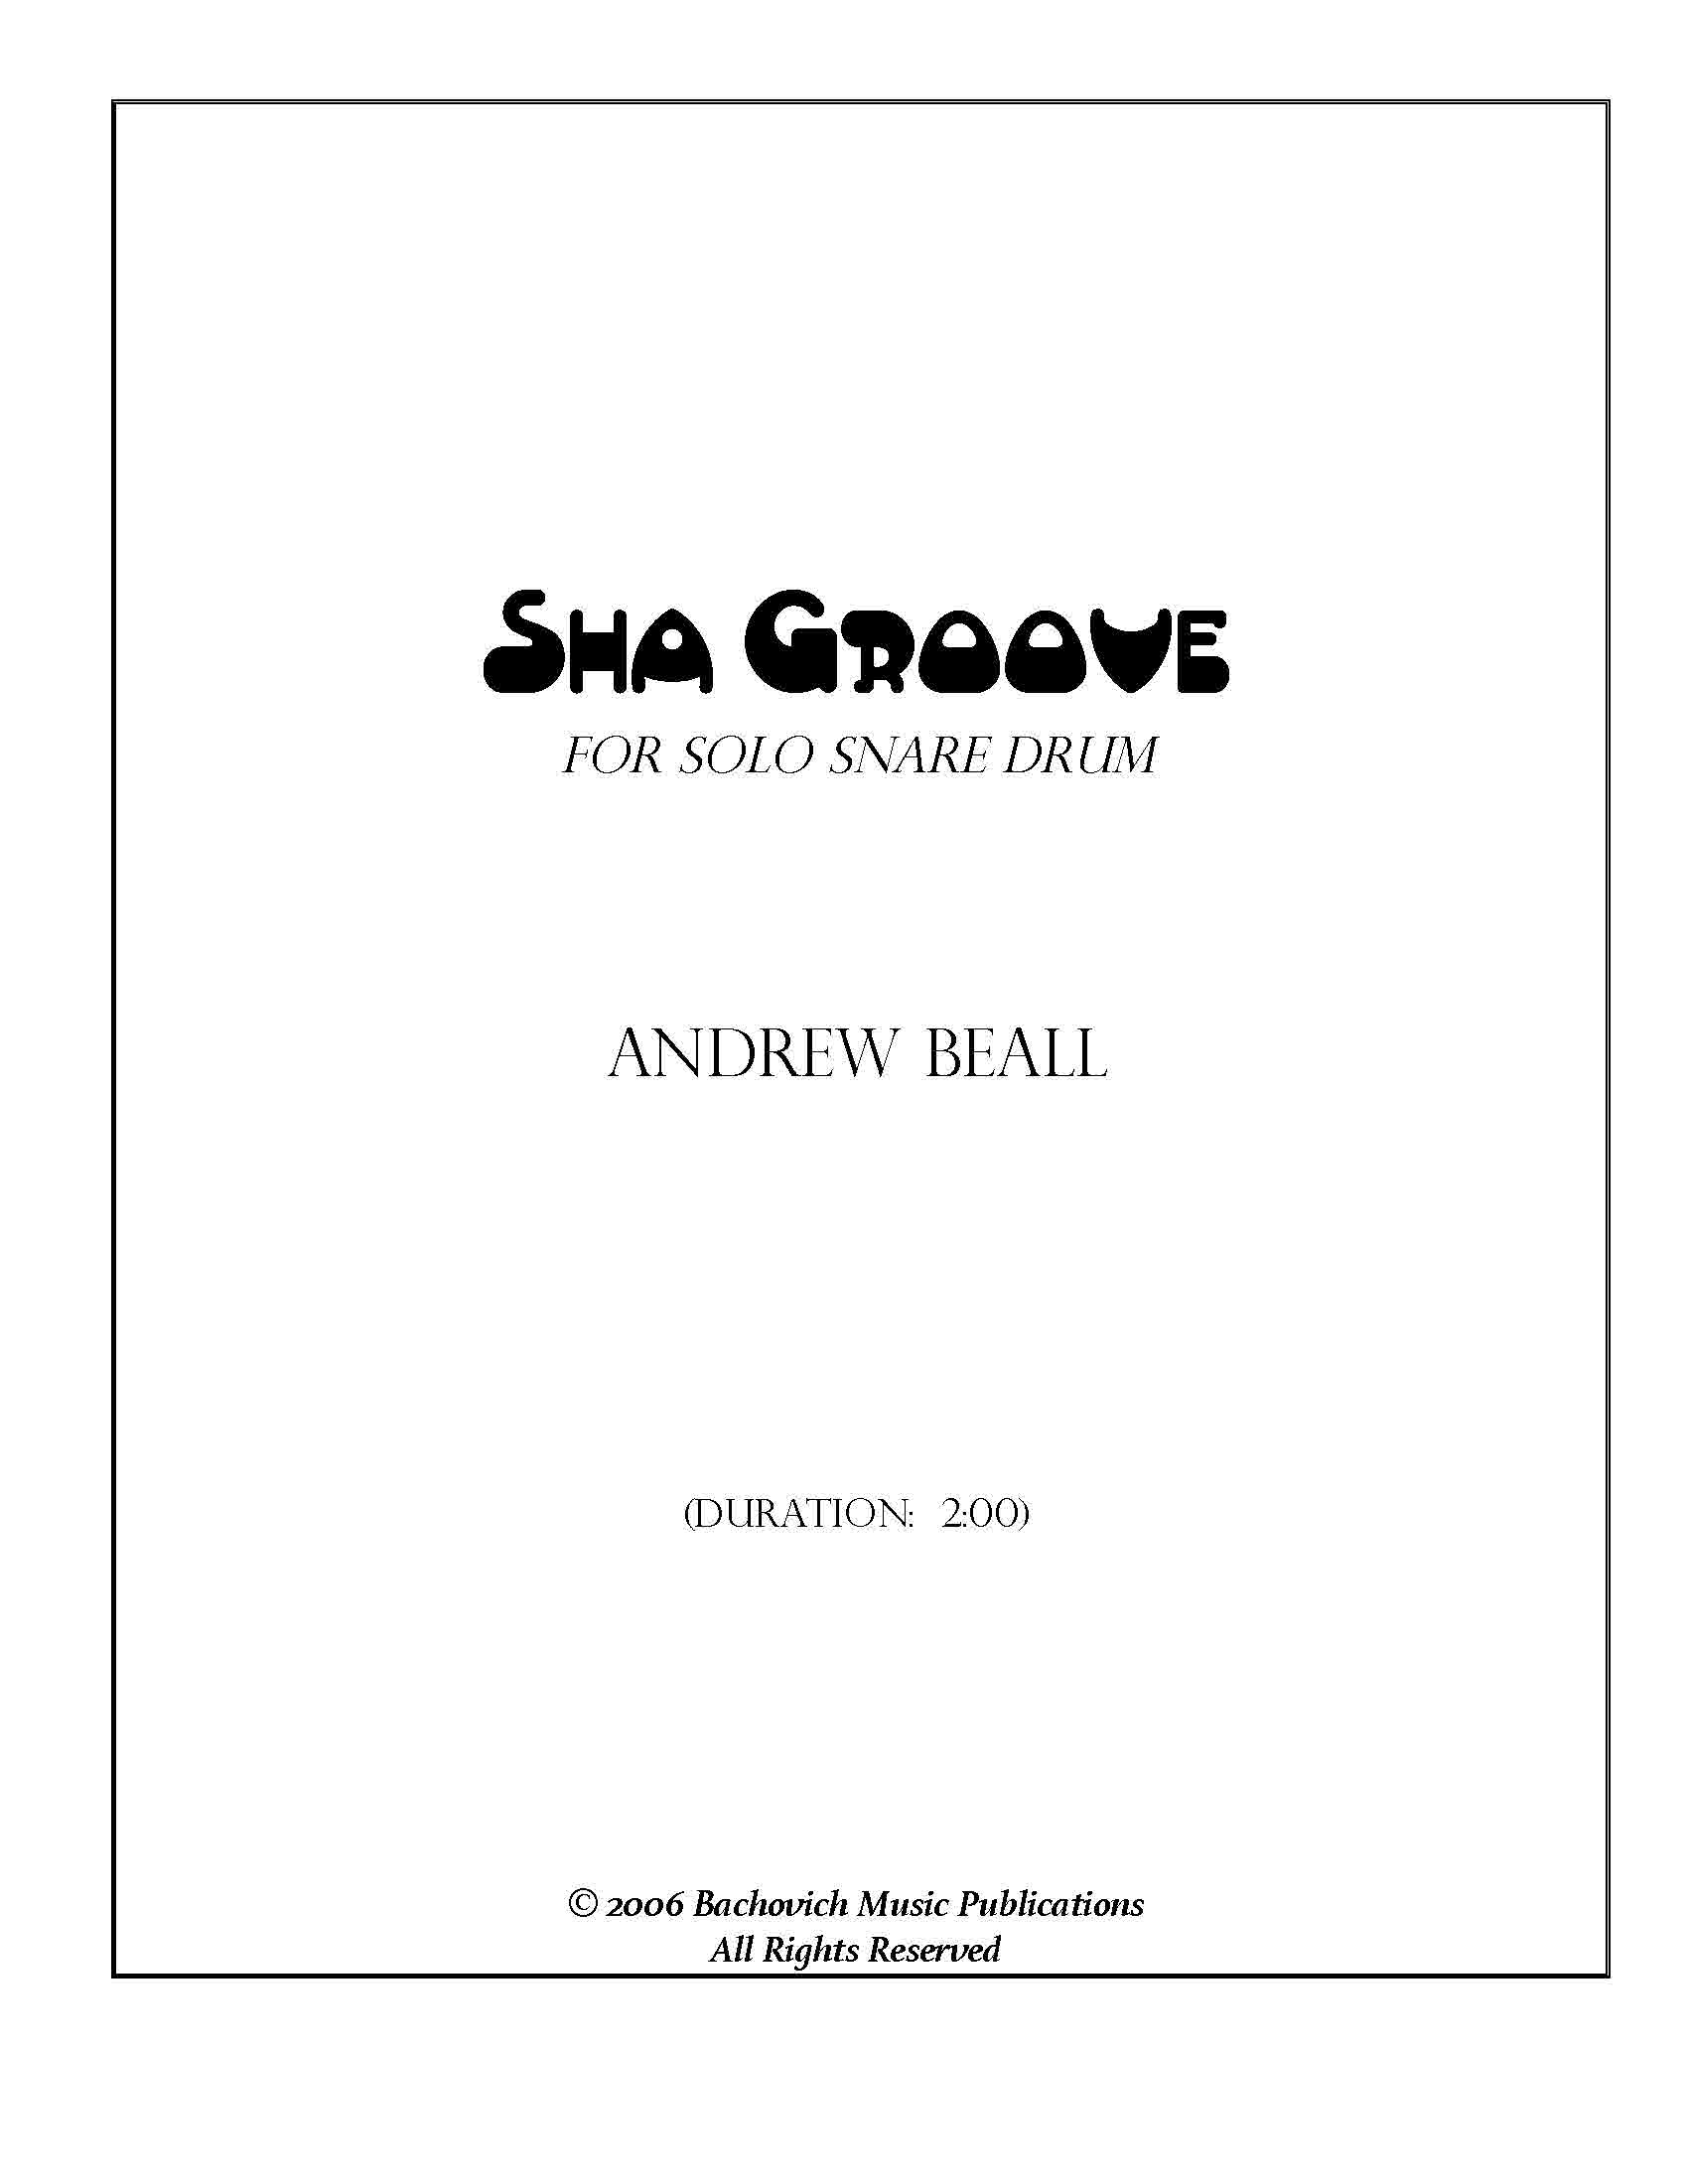 SHA GROOVE
FOR SOLO SNARE DRUM
ANDREW BEALL
(DURATION: 2:00)
© 2006 Bachovich Music Publications
All Rights Reserved